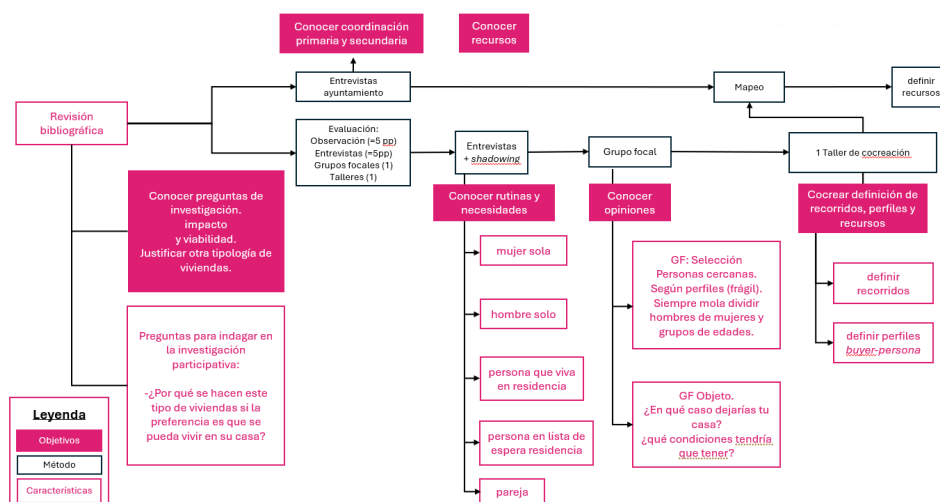 Conocer coordinación
primaria y secundaria
Conocer
recursos
Entrevistas
ayuntamiento
Mapeo
definir
recursos
Revisión
bibliográfica
Evaluación:
Observación (=5 pp)
Entrevistas (=5pp)
Grupos focales (1)
Talleres (1)
Entrevistas
+ shadowing
Grupo focal
1 Taller de cocreación
Conocer preguntas de
investigación.
impacto
y viabilidad.
Justificar otra tipología de
viviendas.
Conocer rutinas y
necesidades
Conocer
opiniones
Cocrear definición de
recorridos, perfiles y
recursos
mujer sola
hombre solo
persona que viva
en residencia
persona en lista de
espera residencia
pareja
GF: Selección
Personas cercanas.
Según perfiles (frágil).
Siempre mola dividir
hombres de mujeres y
grupos de edades.
GF Objeto.
¿En qué caso dejarías tu
casa?
¿qué condiciones tendría
que tener?
definir
recorridos
definir perfiles
buyer-persona
Preguntas para indagar en
la investigación
participativa:
-¿Por qué se hacen este
tipo de viviendas si la
preferencia es que se
pueda vivir en su casa?
Leyenda
Objetivos
Método
Características